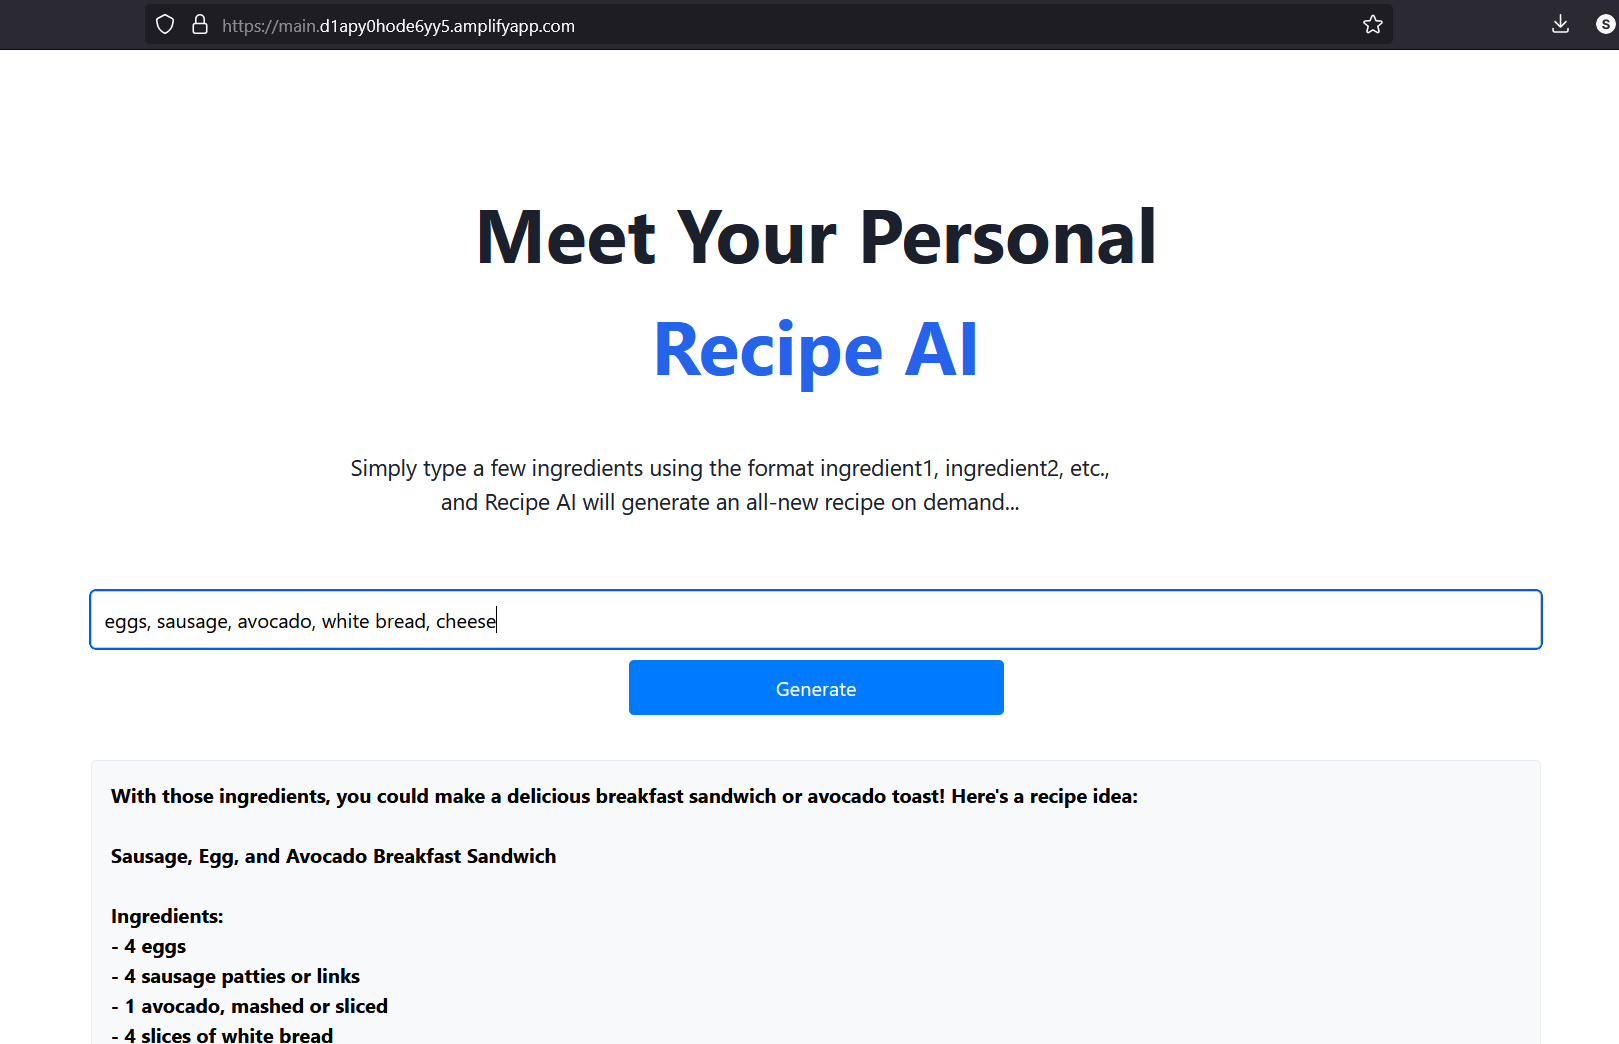 https://main.d1apy0hode6yy5.amplifyapp.com
S
Meet Your Personal
Recipe AI
Simply type a few ingredients using the format ingredient1, ingredient2, etc.,
and Recipe AI will generate an all-new recipe on demand...
eggs, sausage, avocado, white bread, cheese
Generate
With those ingredients, you could make a delicious breakfast sandwich or avocado toast! Here's a recipe idea:
Sausage, Egg, and Avocado Breakfast Sandwich
Ingredients:
- 4 eggs
- 4 sausage patties or links
- 1 avocado, mashed or sliced
- 4 slices of white bread